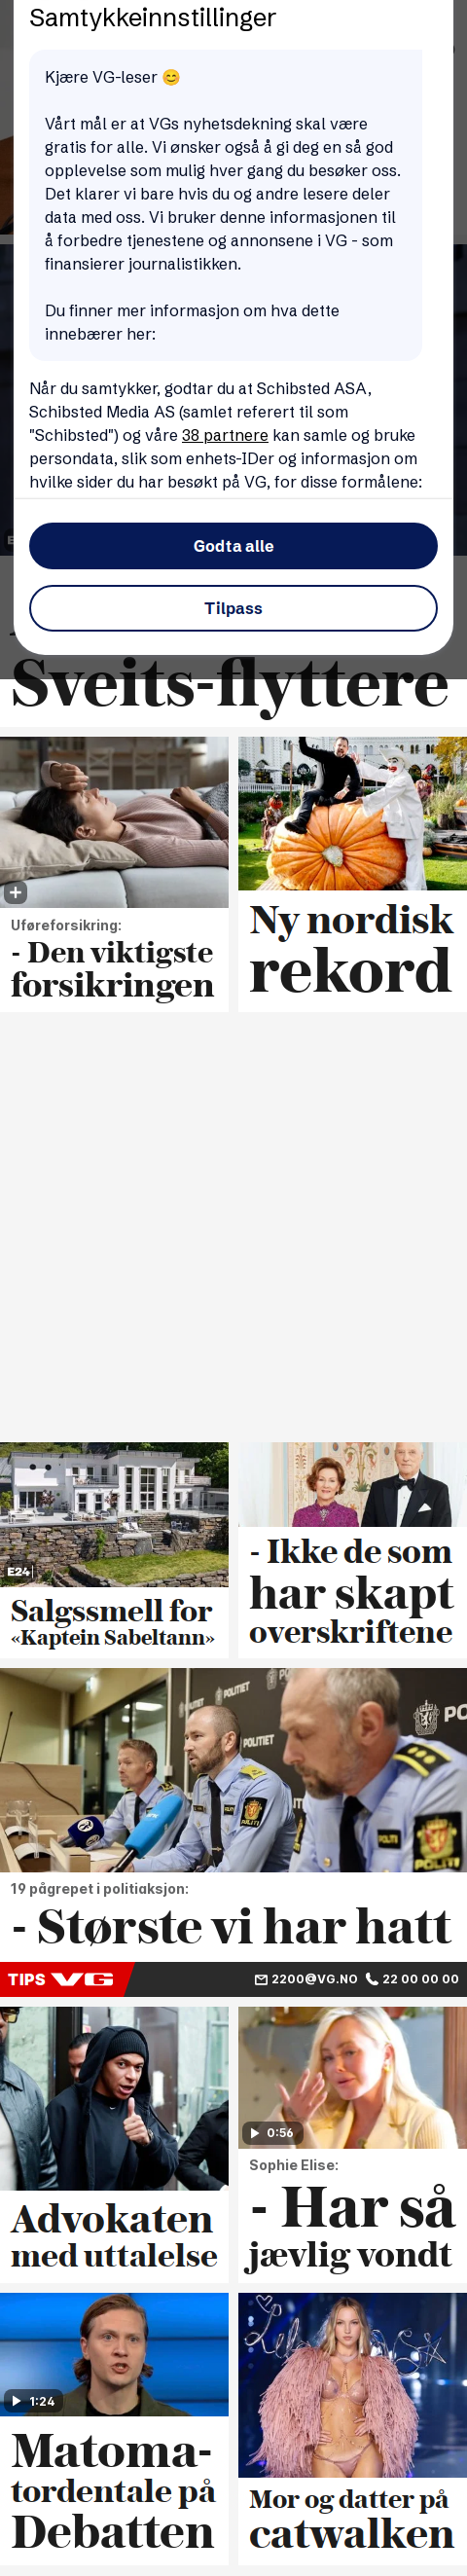 Samtykkeinnstillinger
Kjære VG-leser 😊
Vårt mål er at VGs nyhetsdekning skal være
gratis for alle. Vi ønsker også å gi deg en så god
opplevelse som mulig hver gang du besøker oss.
Det klarer vi bare hvis du og andre lesere deler
data med oss. Vi bruker denne informasjonen til
å forbedre tjenestene og annonsene i VG - som
finansierer journalistikken.
Du finner mer informasjon om hva dette
innebærer her:
Når du samtykker, godtar du at Schibsted ASA,
Schibsted Media AS (samlet referert til som
"Schibsted") og våre 38 partnere kan samle og bruke
persondata, slik som enhets-IDer og informasjon om
hvilke sider du har besøkt på VG, for disse formålene:
Godta alle
Tilpass
Sveits-flyttere
Uføreforsikring:
- Den viktigste
forsikringen
Ny nordisk
rekord
E24
Salgssmell for
«Kaptein Sabeltann»
- Ikke de som
har skapt
overskriftene
POLITIET
POLITIET
PO
POLITI
POLITI
19 pågrepet i politiaksjon:
- Største vi har hatt
TIPS VG
2200@VG.NO 22 00 00 00
Advokaten
med uttalelse
0:56
Sophie Elise:
- Har så
jævlig vondt
1:24
Matoma-
tordentale på
Debatten
Mor og datter på
catwalken